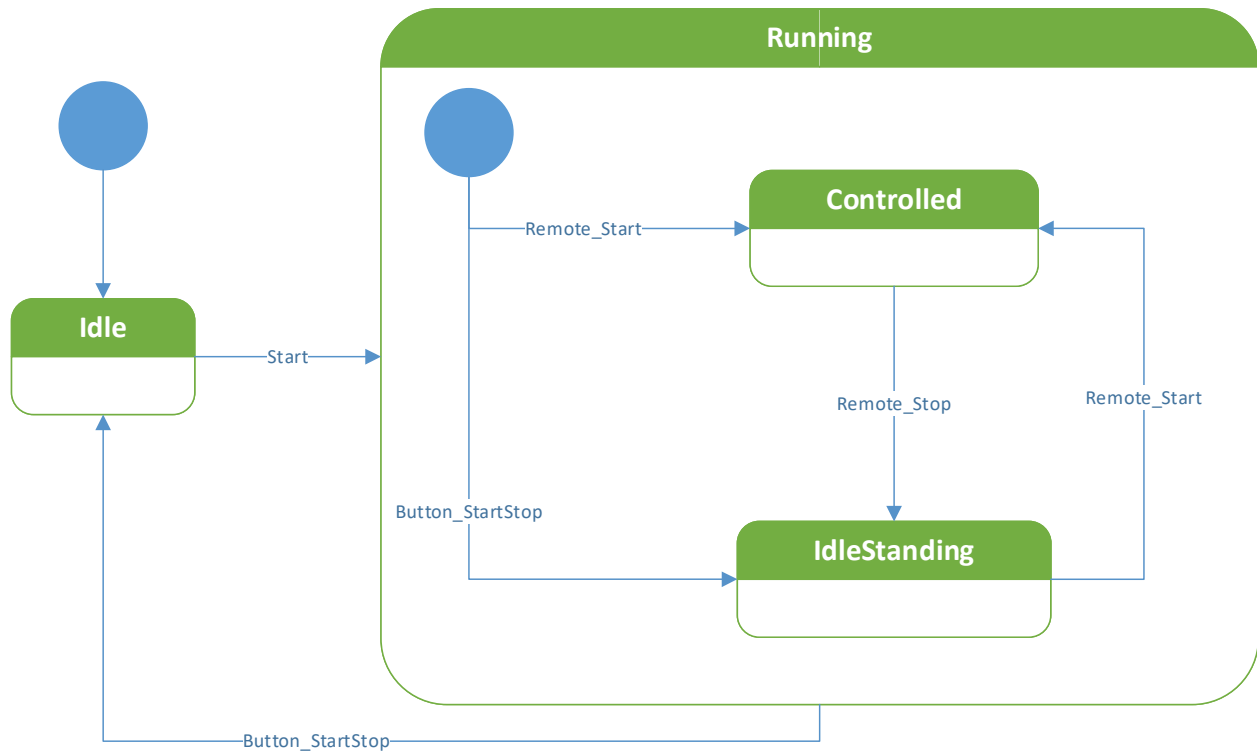 Running
Controlled
Remote_Start
Idle
Start
Remote_Stop
Remote_Start
Button_StartStop
IdleStanding
Button_StartStop